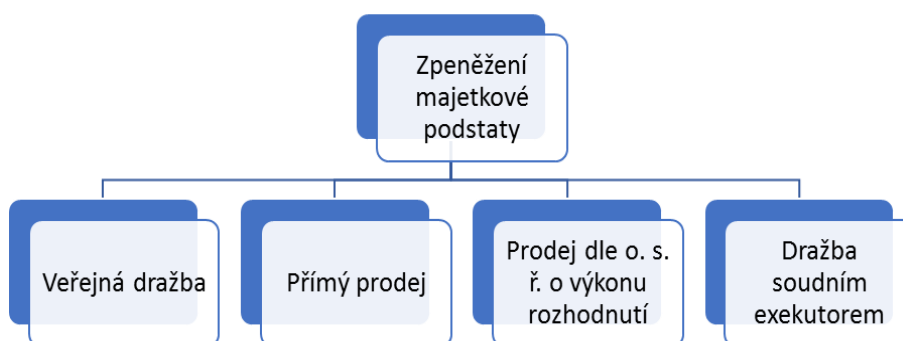 Zpeněžení
majetkové
podstaty
Veřejná dražba
Přímý prodej
Prodej dle o. s.
ř. o výkonu
rozhodnutí
Dražba
soudním
exekutorem